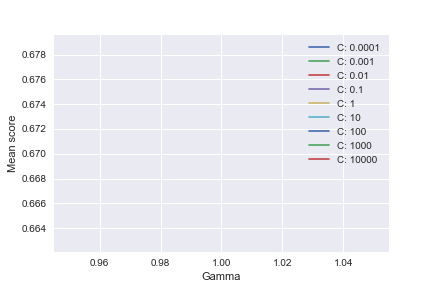 0.678
0.676
0.674
0.672
0.670
0.668
0.666
0.664
Mean score
C: 0.0001
C: 0.001
C: 0.01
C: 0.1
C: 1
C: 10
C: 100
C: 1000
C: 10000
0.96 0.98 1.00 1.02 1.04
Gamma